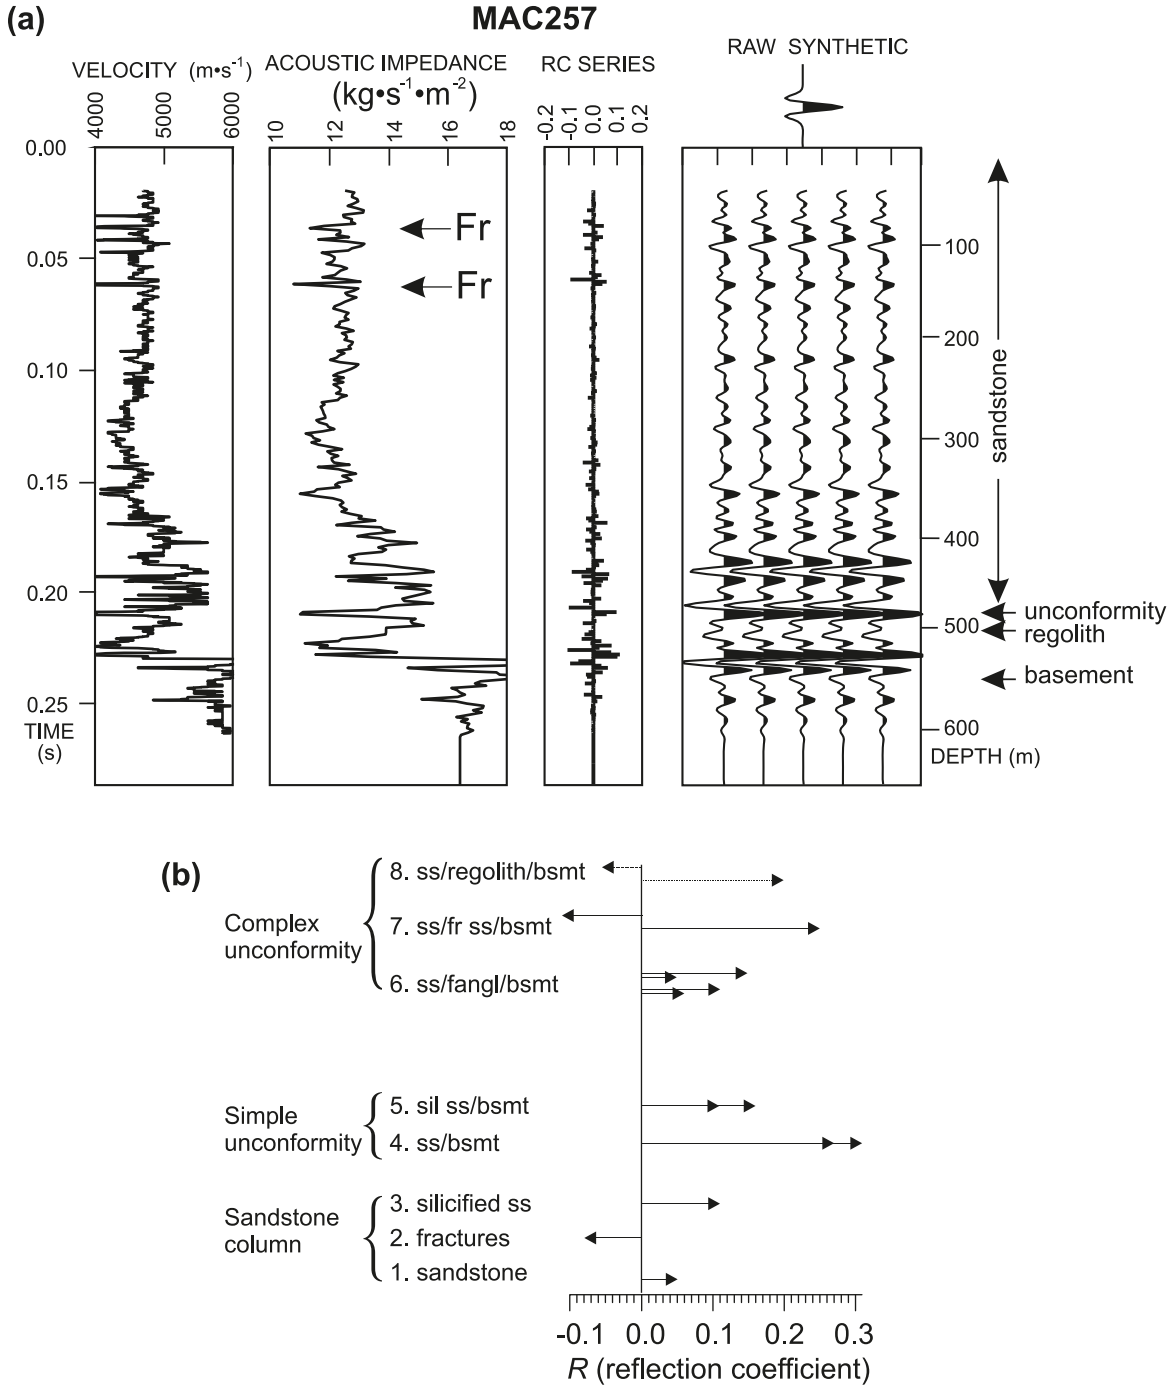 (a)
MAC257
VELOCITY (m•s⁻¹)
4000
5000
6000
ACOUSTIC IMPEDANCE
(kg•s⁻¹•m⁻²)
10
12
14
16
18
RC SERIES
-0.2
-0.1
0.0
0.1
0.2
RAW SYNTHETIC
0.00
0.05
0.10
0.15
0.20
0.25
TIME
(s)
Fr
Fr
100
200
300
400
500
600
DEPTH (m)
sandstone
unconformity
regolith
basement
(b)
Complex
unconformity
8. ss/regolith/bsmt
7. ss/fr ss/bsmt
6. ss/fangl/bsmt
Simple
unconformity
5. sil ss/bsmt
4. ss/bsmt
Sandstone
column
3. silicified ss
2. fractures
1. sandstone
-0.1 0.0 0.1 0.2 0.3
R (reflection coefficient)